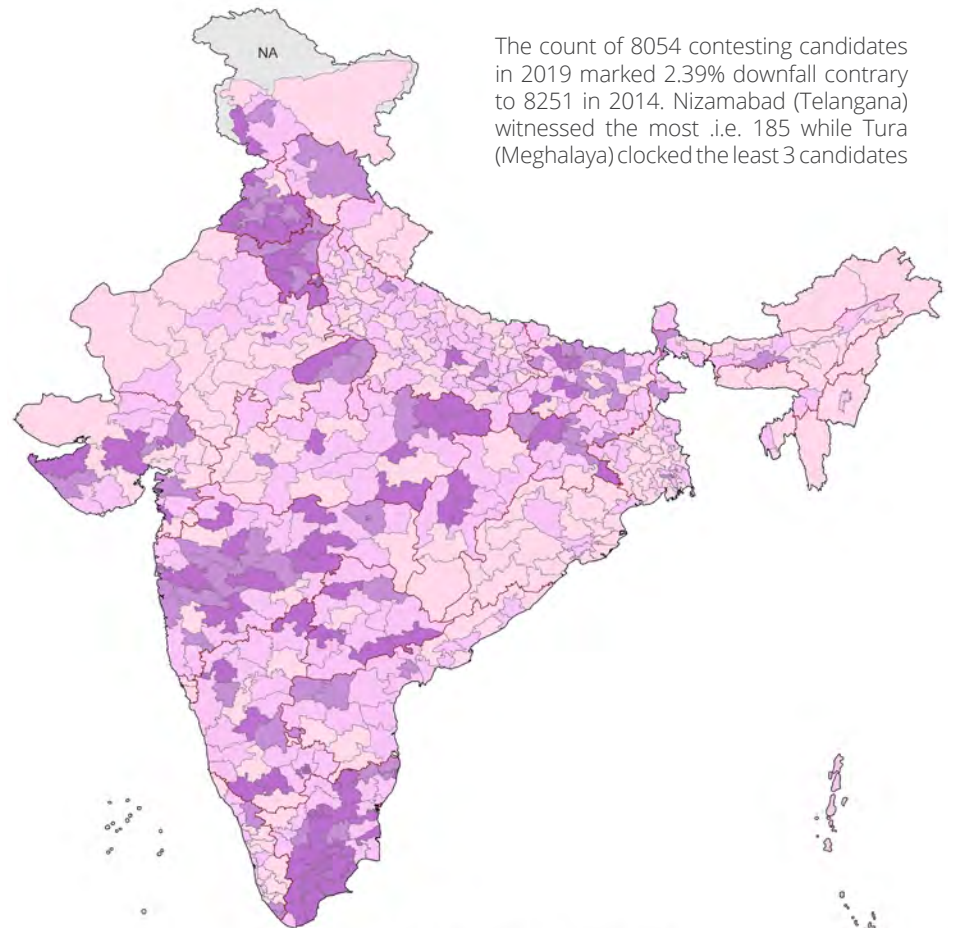 The count of 8054 contesting candidates
in 2019 marked 2.39% downfall contrary
to 8251 in 2014. Nizamabad (Telangana)
witnessed the most .i.e. 185 while Tura
(Meghalaya) clocked the least 3 candidates
NA